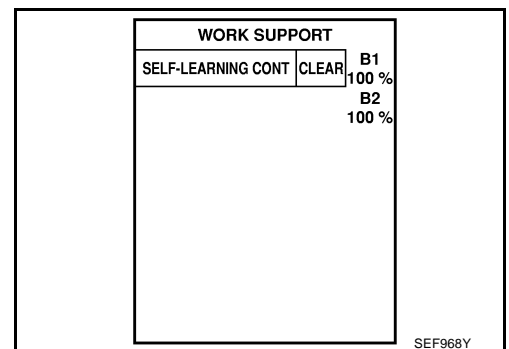 WORK SUPPORT
SELF-LEARNING CONT CLEAR B1
100 %
B2
100 %
SEF968Y